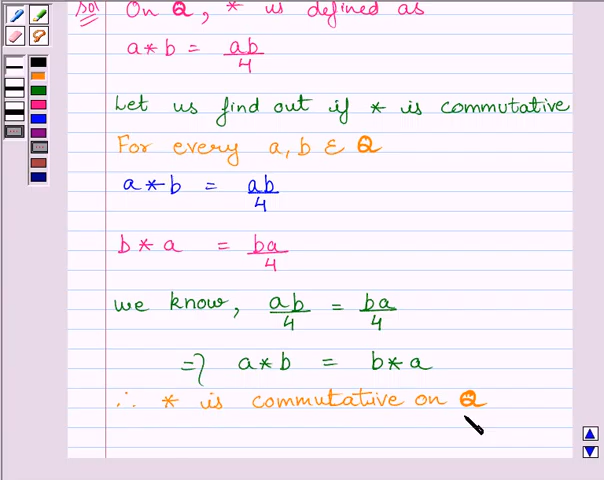 Sol On Q, * is defined as
a * b = ab/4
Let us find out if * is commutative
For every a, b ε Q
a * b = ab/4
b * a = ba/4
we know, ab/4 = ba/4
=> a * b = b * a
∴ * is commutative on Q